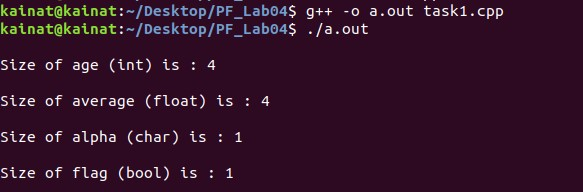 kainat@kainat:~/Desktop/PF_Lab04$ g++ -o a.out task1.cpp
kainat@kainat:~/Desktop/PF_Lab04$ ./a.out
Size of age (int) is : 4
Size of average (float) is : 4
Size of alpha (char) is : 1
Size of flag (bool) is : 1